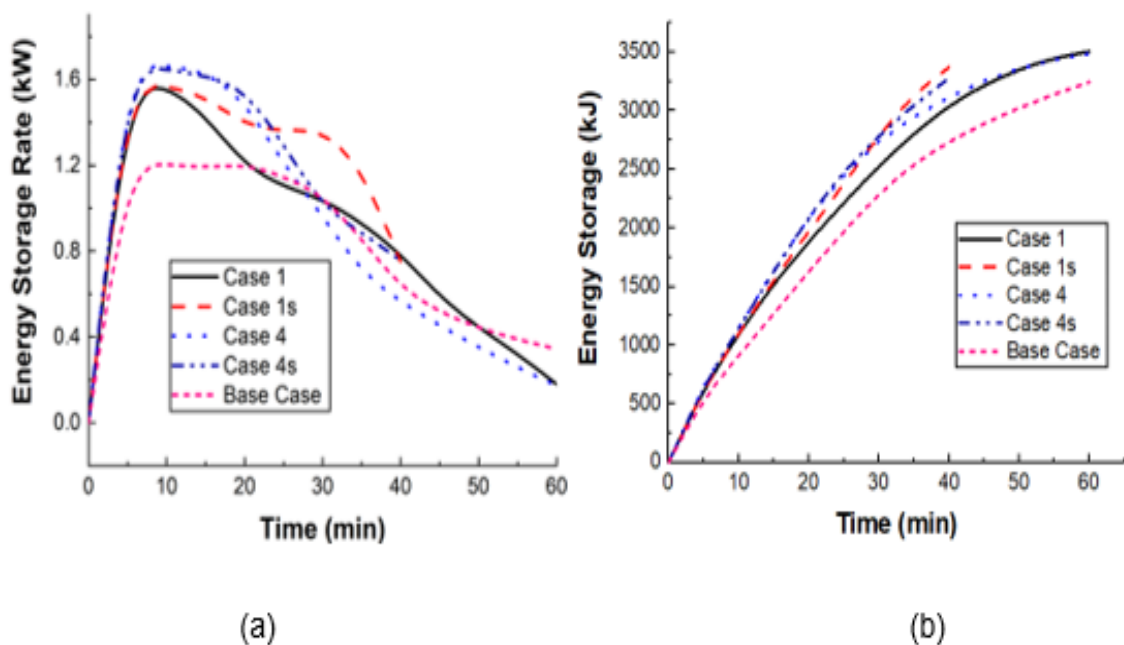 Energy Storage Rate (kW)
1.6
1.2
0.8
0.4
0.0
Case 1
Case 1s
Case 4
Case 4s
Base Case
0 10 20 30 40 50 60
Time (min)
(a)
Energy Storage (kJ)
3500
3000
2500
2000
1500
1000
500
0
Case 1
Case 1s
Case 4
Case 4s
Base Case
0 10 20 30 40 50 60
Time (min)
(b)